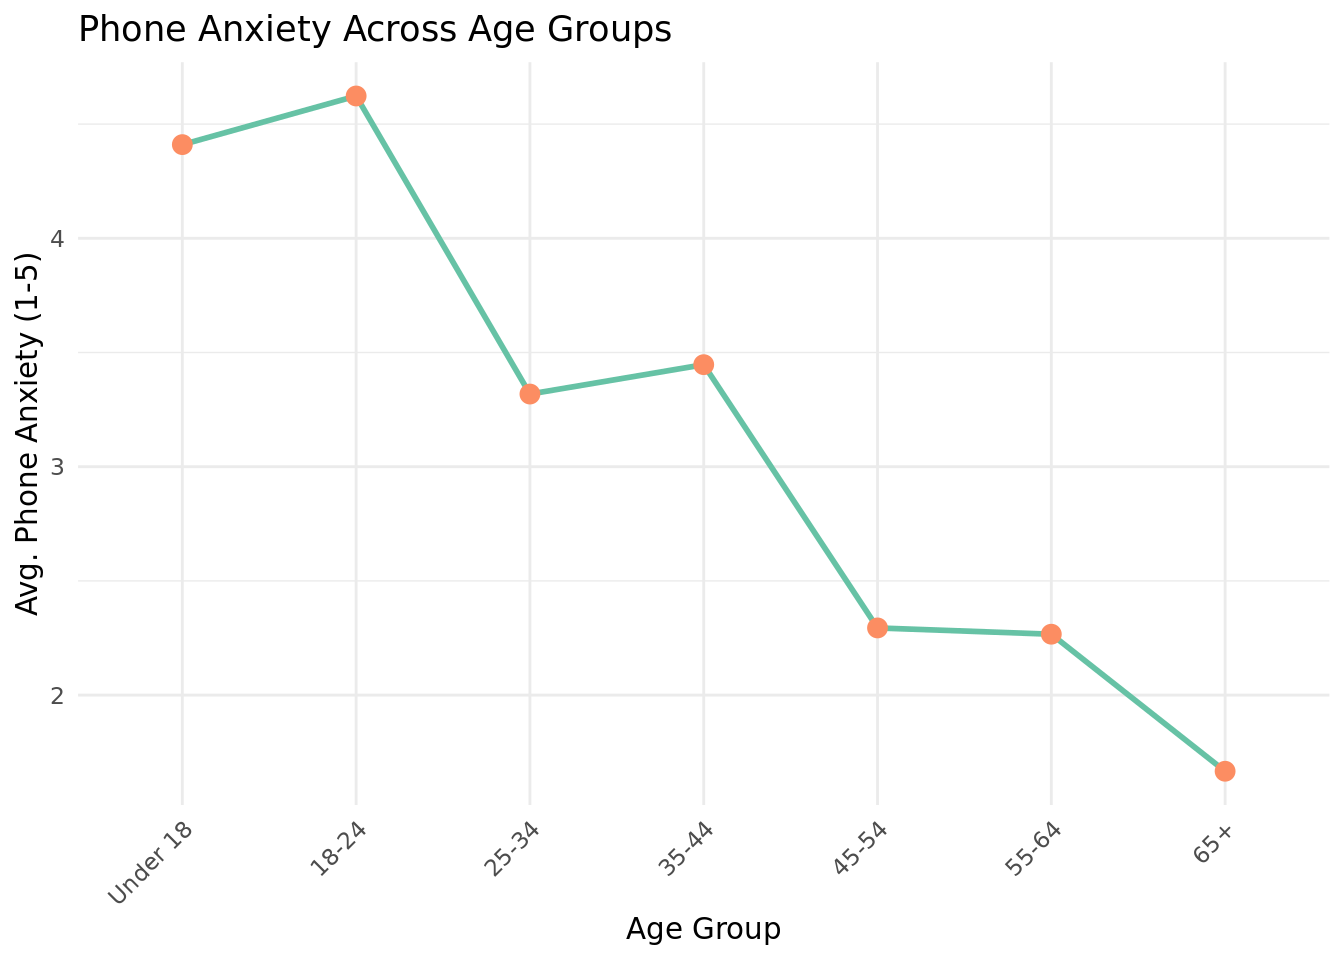 Phone Anxiety Across Age Groups
Avg. Phone Anxiety (1-5)
4
3
2
Under 18
18-24
25-34
35-44
45-54
55-64
65+
Age Group